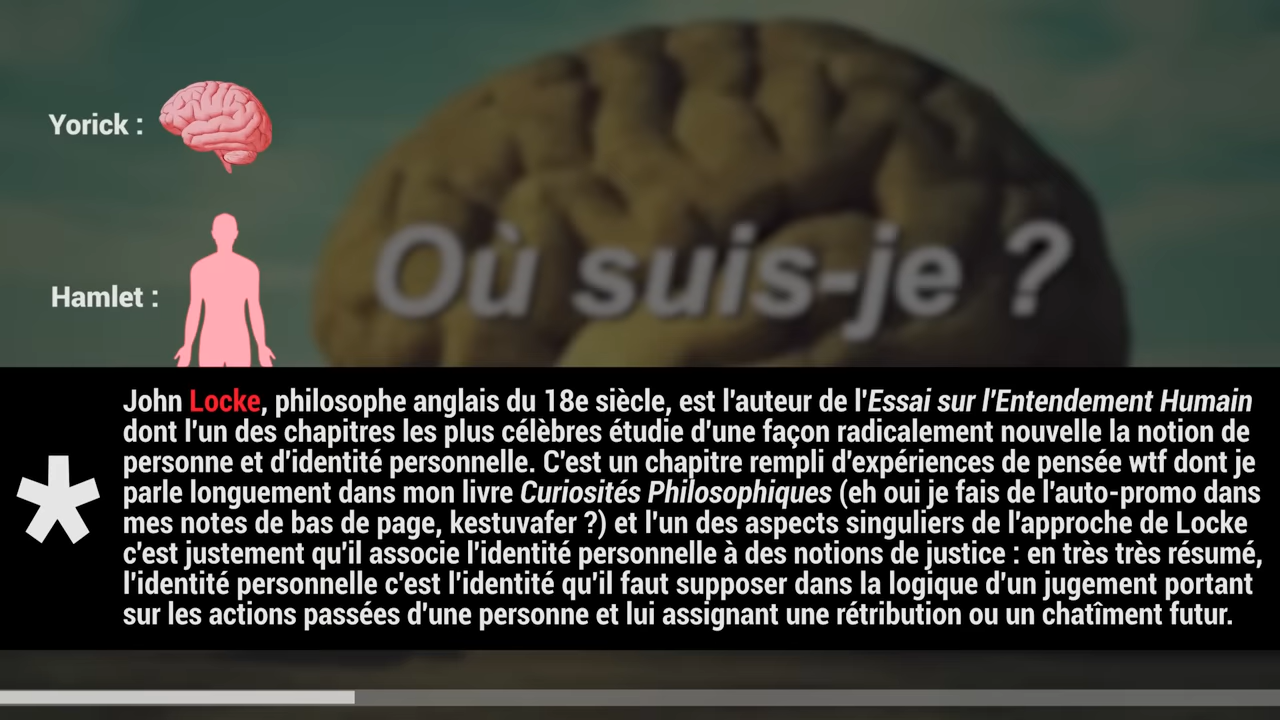 Yorick :
Où suis-je ?
Hamlet :
John Locke, philosophe anglais du 18e siècle, est l'auteur de l'Essai sur l'Entendement Humain
dont l'un des chapitres les plus célèbres étudie d'une façon radicalement nouvelle la notion de
personne et d'identité personnelle. C'est un chapitre rempli d'expériences de pensée wtf dont je
parle longuement dans mon livre Curiosités Philosophiques (eh oui je fais de l'auto-promo dans
mes notes de bas de page, kestuvafer ?) et l'un des aspects singuliers de l'approche de Locke
c'est justement qu'il associe l'identité personnelle à des notions de justice : en très très résumé,
l'identité personnelle c'est l'identité qu'il faut supposer dans la logique d'un jugement portant
sur les actions passées d'une personne et lui assignant une rétribution ou un chatîment futur.
*